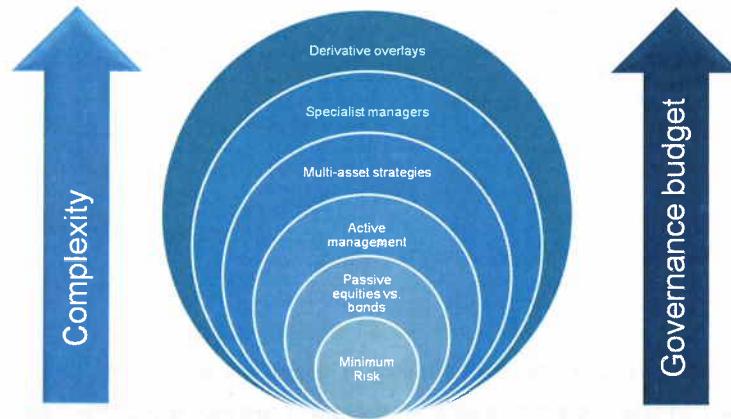 Complexity
Derivative overlays
Specialist managers
Multi-asset strategies
Active
management
Passive
equities vs.
bonds
Minimum
Risk
Governance budget